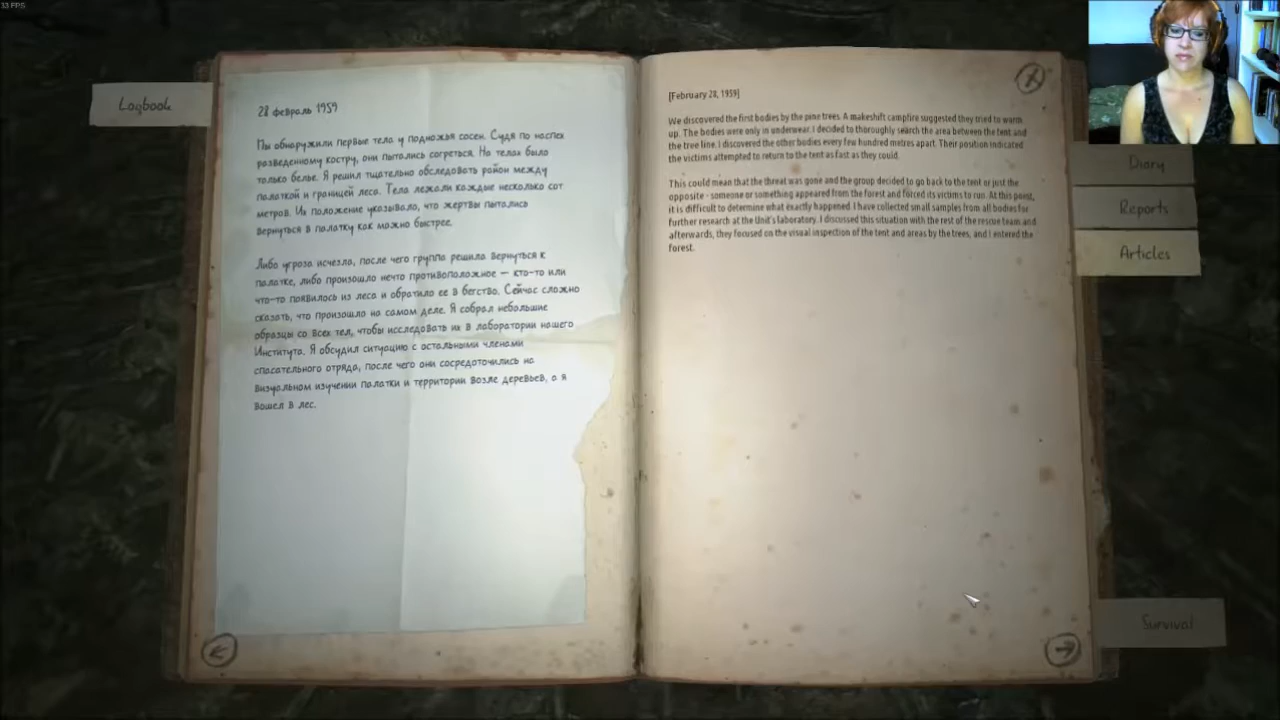 13 FPS
Logbook
28 февраль 1959
Мы обнаружили первые тела у подножья сосен. Судя по наспех
разведенному костру, они пытались согреться. На телах было
только белье. Я решил тщательно обследовать район между
палаткой и границей леса. Тела лежали каждые несколько сот
метров. Их положение указывало, что жертвы пытались
вернуться в палатку как можно быстрее.
Либо угроза исчезла, после чего группа решила вернуться к
палатке, либо произошло нечто противоположное – кто-то или
что-то появилось из леса и обратило ее в бегство. Сейчас сложно
сказать, что произошло на самом деле. Я собрал небольшие
образцы со всех тел, чтобы исследовать их в лаборатории нашего
Института. Я обсудил ситуацию с остальными членами
спасательного отряда, после чего они сосредоточились на
визуальном изучении палатки и территории возле деревьев, а я
вошел в лес.
[February 28, 1959]
We discovered the first bodies by the pine trees. A makeshift campfire suggested they tried to warm
up. The bodies were only in underwear. I decided to thoroughly search the area between the tent and
the tree line. I discovered the other bodies every few hundred metres apart. Their position indicated
the victims attempted to return to the tent as fast as they could.
This could mean that the threat was gone and the group decided to go back to the tent or just the
opposite - someone or something appeared from the forest and forced its victims to run. At this point,
it is difficult to determine what exactly happened. I have collected small samples from all bodies for
further research at the Unit's laboratory. I discussed this situation with the rest of the rescue team and
afterwards, they focused on the visual inspection of the tent and areas by the trees, and I entered the
forest.
Diary
Reports
Articles
Survival